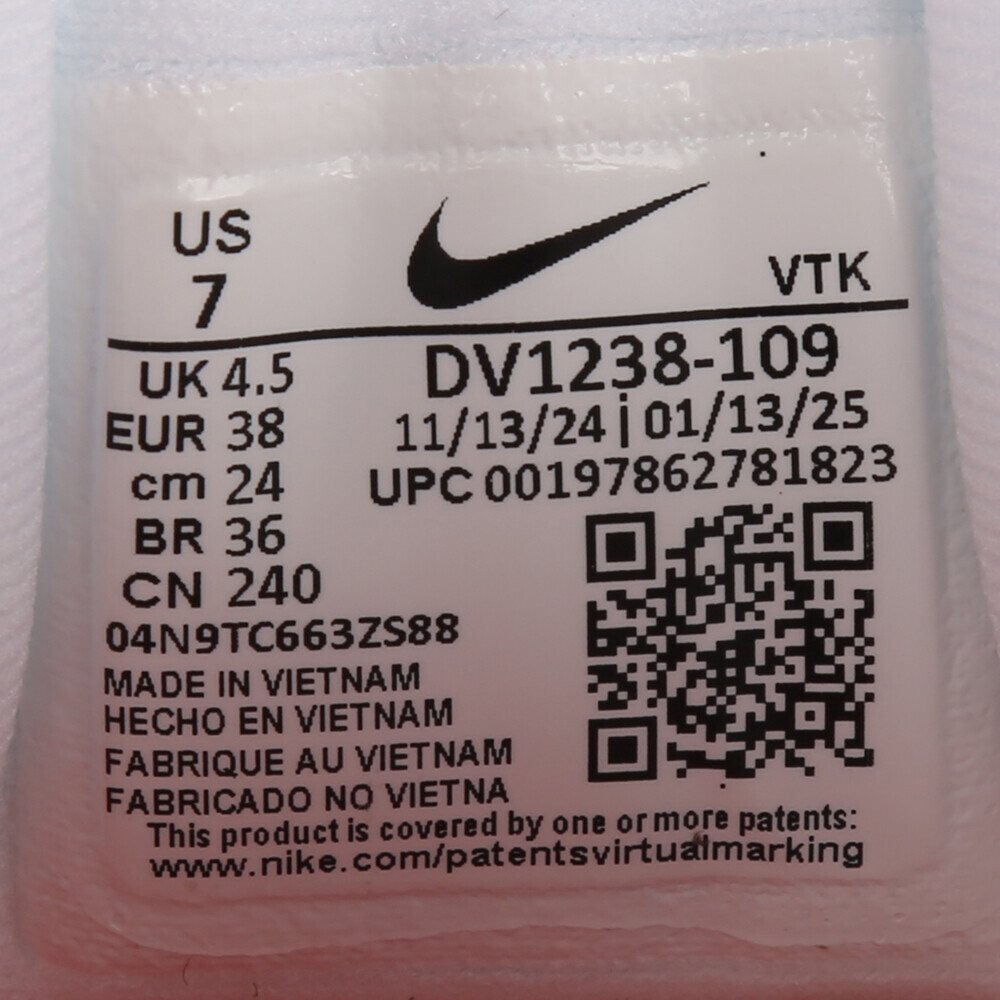 US
7
VTK
UK 4.5
EUR 38
cm 24
BR 36
CN 240
DV1238-109
11/13/24 | 01/13/25
UPC 00197862781823
04N9TC663ZS88
MADE IN VIETNAM
HECHO EN VIETNAM
FABRIQUE AU VIETNAM
FABRICADO NO VIETNA
This product is covered by one or more patents:
www.nike.com/patentsvirtualmarking